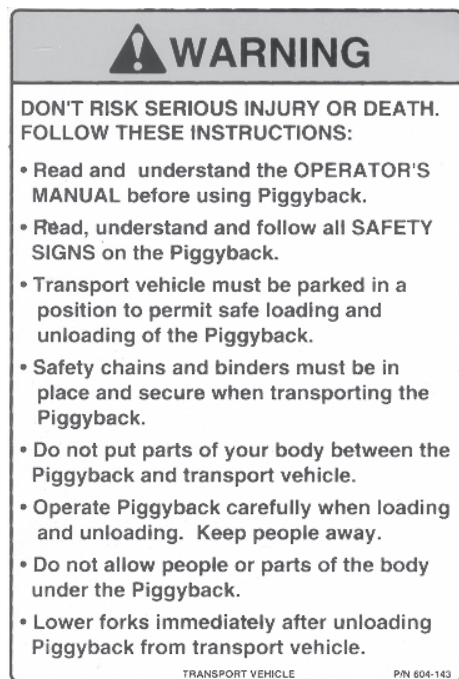 WARNING
DON'T RISK SERIOUS INJURY OR DEATH.
FOLLOW THESE INSTRUCTIONS:
• Read and understand the OPERATOR'S
MANUAL before using Piggyback.
• Read, understand and follow all SAFETY
SIGNS on the Piggyback.
• Transport vehicle must be parked in a
position to permit safe loading and
unloading of the Piggyback.
• Safety chains and binders must be in
place and secure when transporting the
Piggyback.
• Do not put parts of your body between the
Piggyback and transport vehicle.
• Operate Piggyback carefully when loading
and unloading. Keep people away.
• Do not allow people or parts of the body
under the Piggyback.
• Lower forks immediately after unloading
Piggyback from transport vehicle.
TRANSPORT VEHICLE P/N 604-143